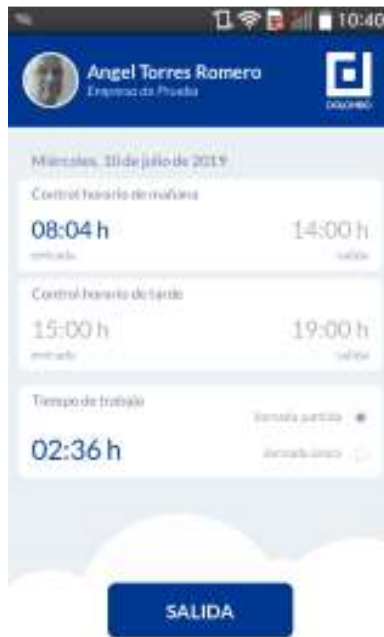 10:40
Angel Torres Romero
Empresa de Prueba
DOLOMBO
Miércoles, 10 de julio de 2019
Control horario de mañana
08:04 h 14:00 h
entrada salida
Control horario de tarde
15:00 h 19:00 h
entrada salida
Tiempo de trabajo
Jornada partida
02:36 h
Jornada única
SALIDA